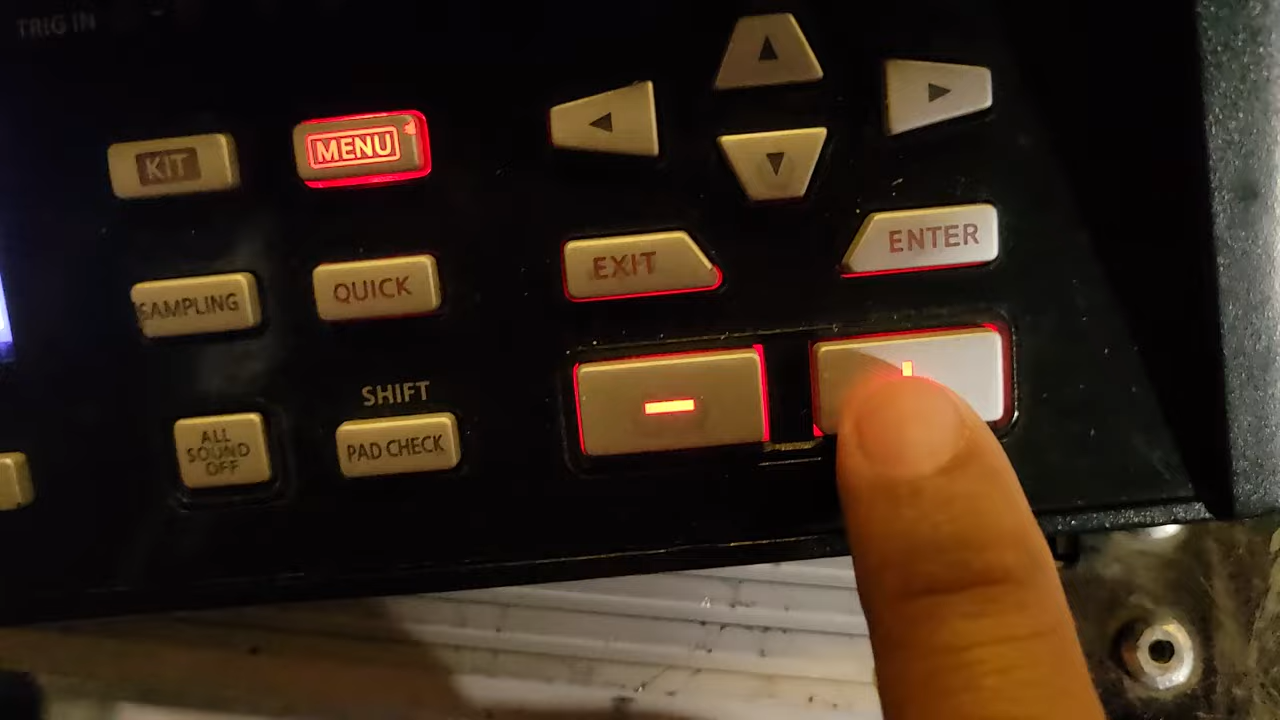 TRIG IN
KIT
MENU
SAMPLING
QUICK
EXIT
ENTER
ALL
SOUND
OFF
SHIFT
PAD CHECK